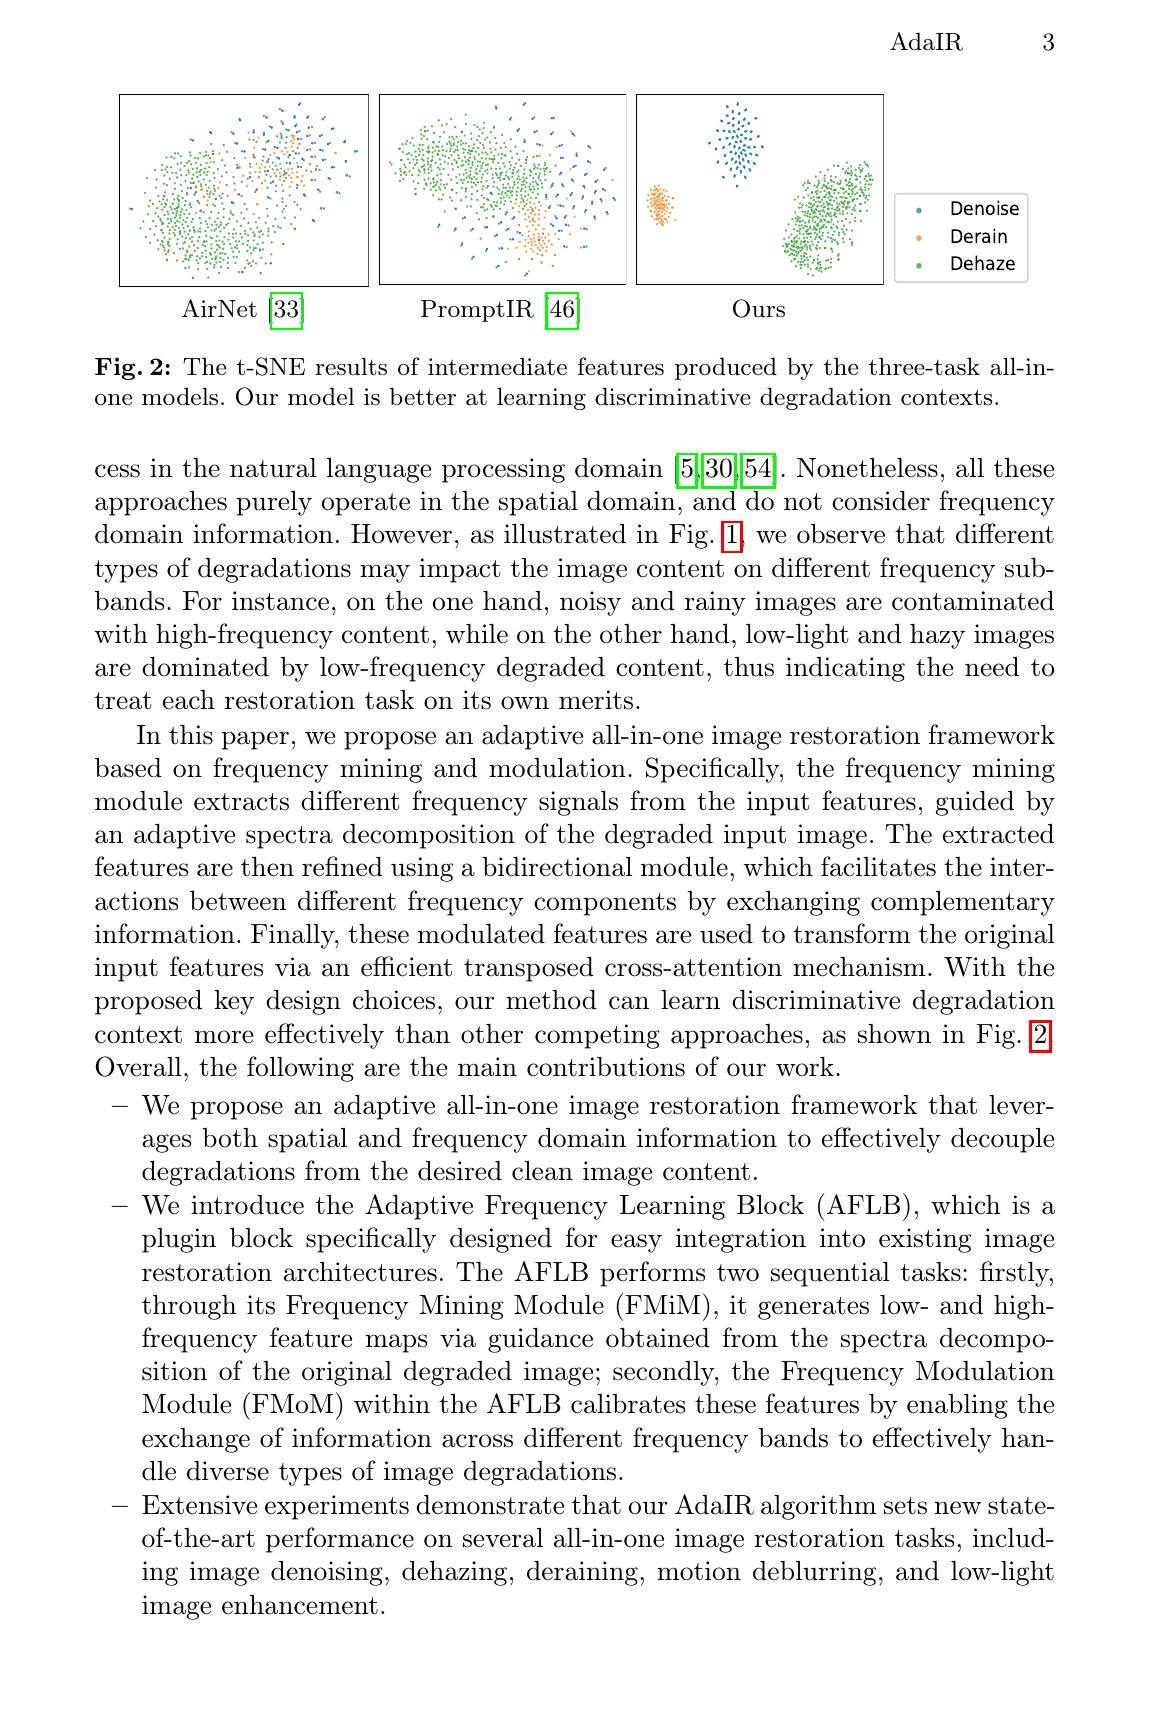 AdaIR 3
Denoise
Derain
Dehaze
AirNet [33] PromptIR [46] Ours
Fig. 2: The t-SNE results of intermediate features produced by the three-task all-in-
one models. Our model is better at learning discriminative degradation contexts.
cess in the natural language processing domain [5,30,54]. Nonetheless, all these
approaches purely operate in the spatial domain, and do not consider frequency
domain information. However, as illustrated in Fig. 1, we observe that different
types of degradations may impact the image content on different frequency sub-
bands. For instance, on the one hand, noisy and rainy images are contaminated
with high-frequency content, while on the other hand, low-light and hazy images
are dominated by low-frequency degraded content, thus indicating the need to
treat each restoration task on its own merits.
In this paper, we propose an adaptive all-in-one image restoration framework
based on frequency mining and modulation. Specifically, the frequency mining
module extracts different frequency signals from the input features, guided by
an adaptive spectra decomposition of the degraded input image. The extracted
features are then refined using a bidirectional module, which facilitates the inter-
actions between different frequency components by exchanging complementary
information. Finally, these modulated features are used to transform the original
input features via an efficient transposed cross-attention mechanism. With the
proposed key design choices, our method can learn discriminative degradation
context more effectively than other competing approaches, as shown in Fig. 2.
Overall, the following are the main contributions of our work.
– We propose an adaptive all-in-one image restoration framework that lever-
ages both spatial and frequency domain information to effectively decouple
degradations from the desired clean image content.
– We introduce the Adaptive Frequency Learning Block (AFLB), which is a
plugin block specifically designed for easy integration into existing image
restoration architectures. The AFLB performs two sequential tasks: firstly,
through its Frequency Mining Module (FMiM), it generates low- and high-
frequency feature maps via guidance obtained from the spectra decompo-
sition of the original degraded image; secondly, the Frequency Modulation
Module (FMoM) within the AFLB calibrates these features by enabling the
exchange of information across different frequency bands to effectively han-
dle diverse types of image degradations.
– Extensive experiments demonstrate that our AdaIR algorithm sets new state-
of-the-art performance on several all-in-one image restoration tasks, includ-
ing image denoising, dehazing, deraining, motion deblurring, and low-light
image enhancement.